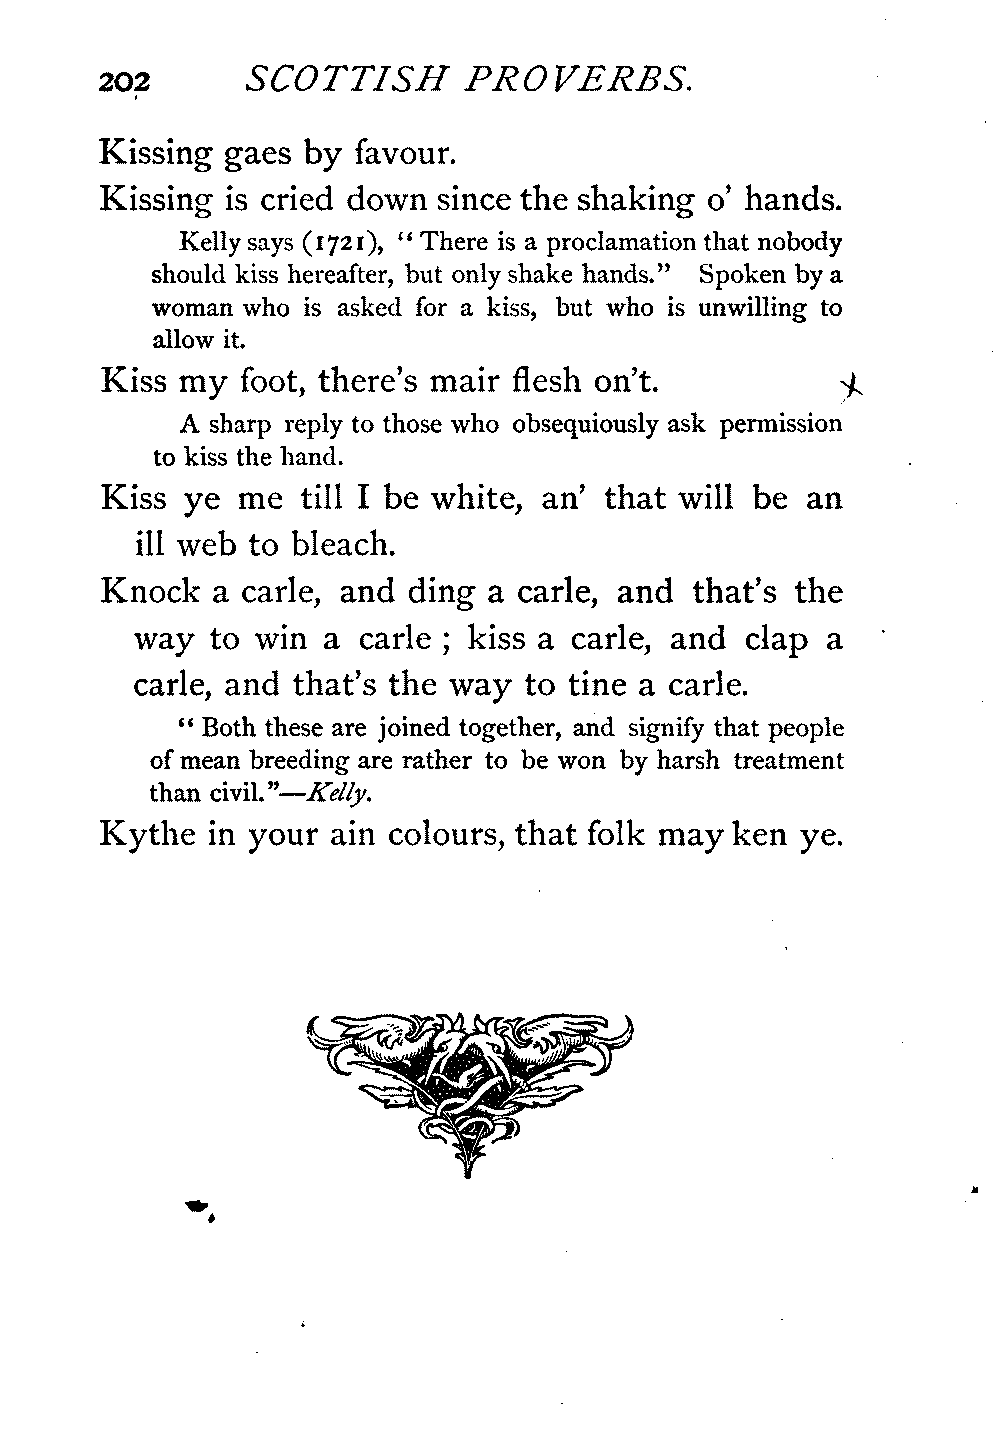 202 SCOTTISH PROVERBS.
Kissing gaes by favour.
Kissing is cried down since the shaking o' hands.
Kelly says (1721), "There is a proclamation that nobody
should kiss hereafter, but only shake hands." Spoken by a
woman who is asked for a kiss, but who is unwilling to
allow it.
Kiss my foot, there's mair flesh on't.
A sharp reply to those who obsequiously ask permission
to kiss the hand.
Kiss ye me till I be white, an' that will be an
ill web to bleach.
Knock a carle, and ding a carle, and that's the
way to win a carle; kiss a carle, and clap a
carle, and that's the way to tine a carle.
"Both these are joined together, and signify that people
of mean breeding are rather to be won by harsh treatment
than civil."—Kelly.
Kythe in your ain colours, that folk may ken ye.